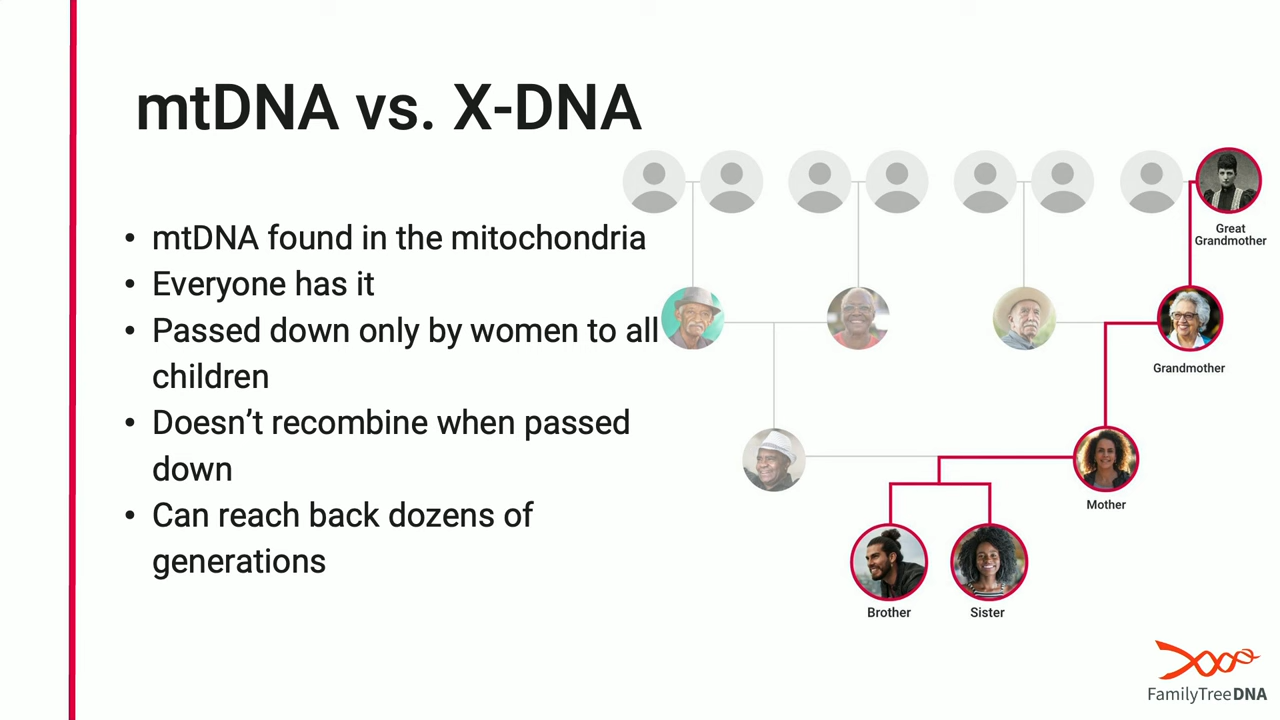 mtDNA vs. X-DNA
• mtDNA found in the mitochondria
• Everyone has it
• Passed down only by women to all
children
• Doesn’t recombine when passed
down
• Can reach back dozens of
generations
Great
Grandmother
Grandmother
Mother
Brother
Sister
FamilyTreeDNA